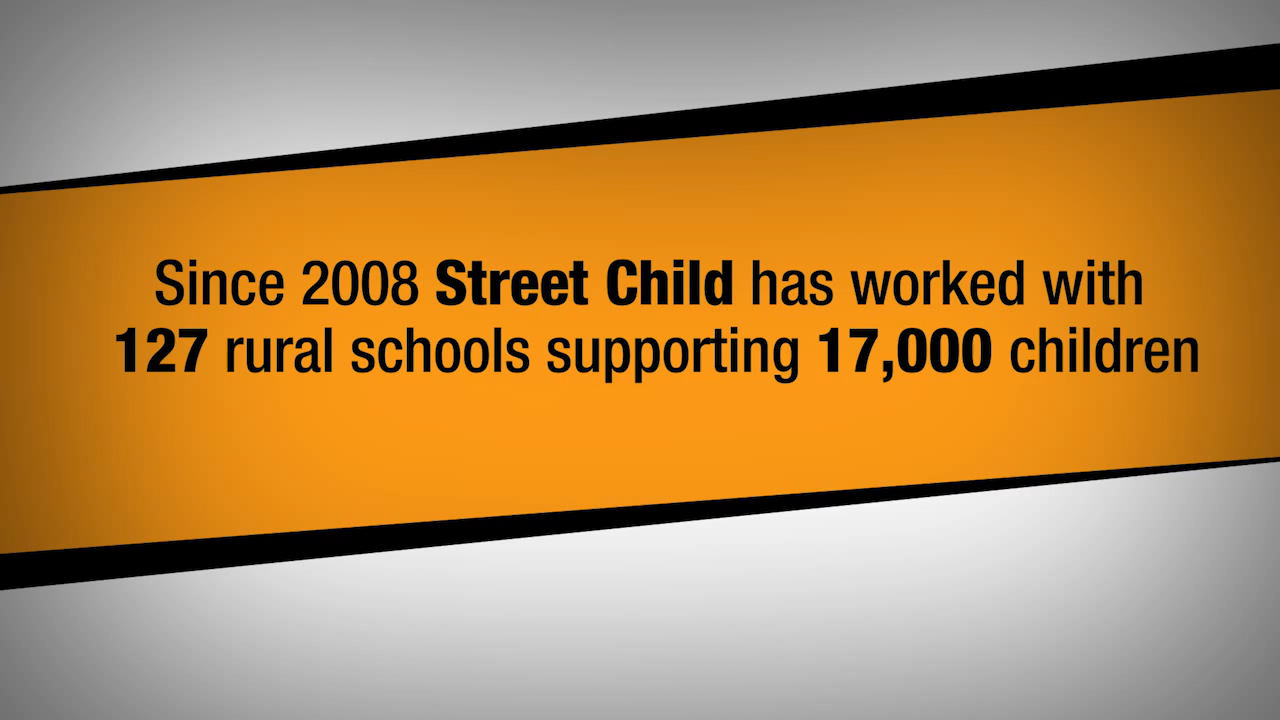 Since 2008 Street Child has worked with
127 rural schools supporting 17,000 children